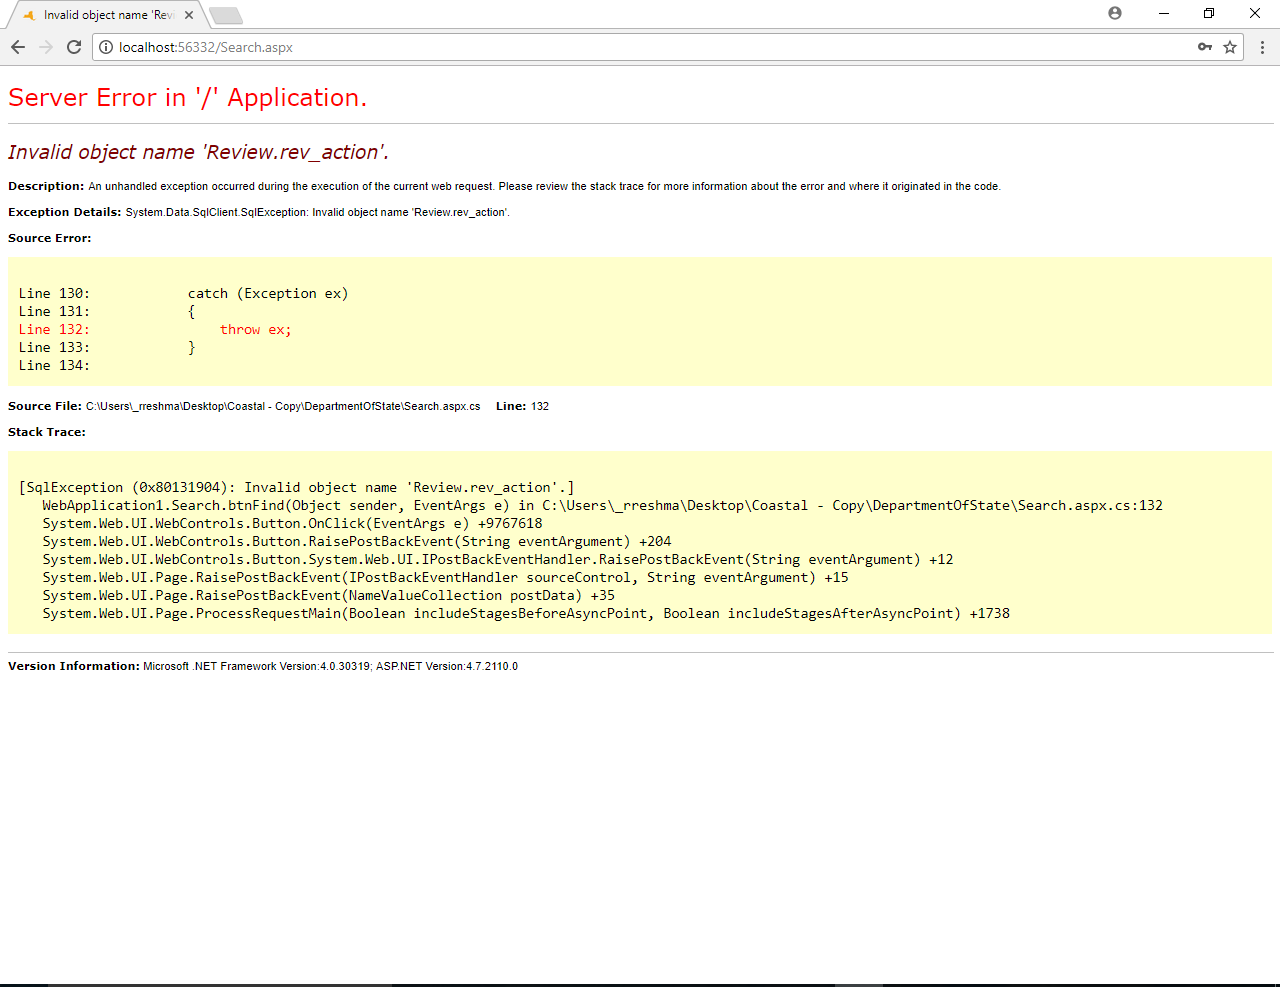 Invalid object name 'Rev
localhost:56332/Search.aspx
Server Error in '/' Application.
Invalid object name 'Review.rev_action'.
Description: An unhandled exception occurred during the execution of the current web request. Please review the stack trace for more information about the error and where it originated in the code.
Exception Details: System.Data.SqlClient.SqlException: Invalid object name 'Review.rev_action'.
Source Error:
Line 130:            catch (Exception ex)
Line 131:            {
Line 132:                throw ex;
Line 133:            }
Line 134:
Source File: C:\Users\_rreshma\Desktop\Coastal - Copy\DepartmentOfState\Search.aspx.cs    Line: 132
Stack Trace:
[SqlException (0x80131904): Invalid object name 'Review.rev_action'.]
   WebApplication1.Search.btnFind(Object sender, EventArgs e) in C:\Users\_rreshma\Desktop\Coastal - Copy\DepartmentOfState\Search.aspx.cs:132
   System.Web.UI.WebControls.Button.OnClick(EventArgs e) +9767618
   System.Web.UI.WebControls.Button.RaisePostBackEvent(String eventArgument) +204
   System.Web.UI.WebControls.Button.System.Web.UI.IPostBackEventHandler.RaisePostBackEvent(String eventArgument) +12
   System.Web.UI.Page.RaisePostBackEvent(IPostBackEventHandler sourceControl, String eventArgument) +15
   System.Web.UI.Page.RaisePostBackEvent(NameValueCollection postData) +35
   System.Web.UI.Page.ProcessRequestMain(Boolean includeStagesBeforeAsyncPoint, Boolean includeStagesAfterAsyncPoint) +1738
Version Information: Microsoft .NET Framework Version:4.0.30319; ASP.NET Version:4.7.2110.0